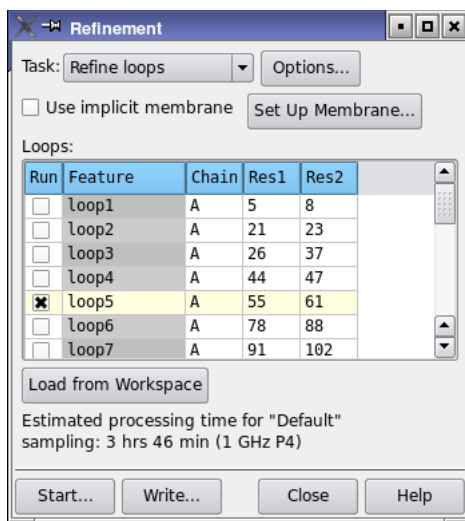 Refinement
Task: Refine loops Options...
Use implicit membrane Set Up Membrane...
Loops:
Run Feature Chain Res1 Res2
loop1 A 5 8
loop2 A 21 23
loop3 A 26 37
loop4 A 44 47
loop5 A 55 61
loop6 A 78 88
loop7 A 91 102
Load from Workspace
Estimated processing time for "Default"
sampling: 3 hrs 46 min (1 GHz P4)
Start... Write... Close Help